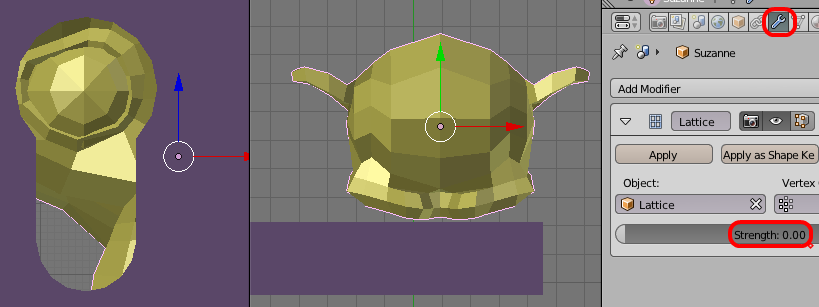 Suzanne
Add Modifier
Lattice
Apply
Apply as Shape Ke
Object:
Vertex
Lattice
Strength: 0.00